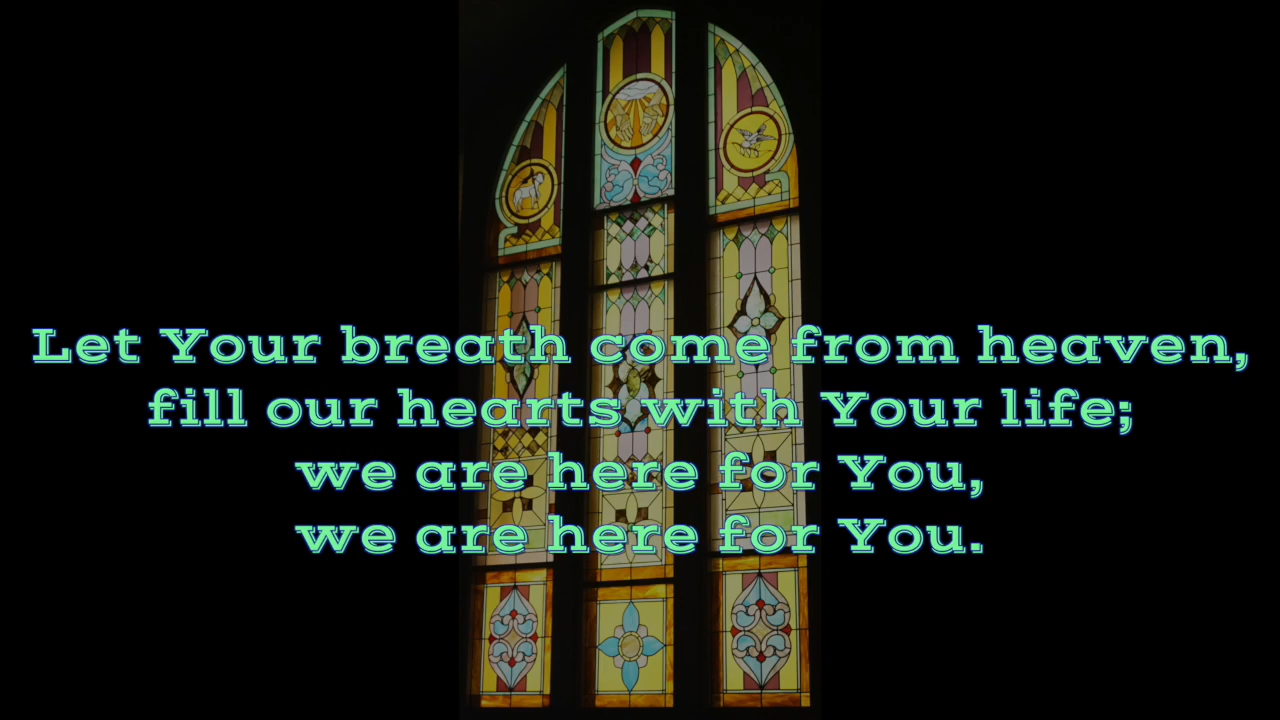 Let Your breath come from heaven,
fill our hearts with Your life;
we are here for You,
we are here for You.